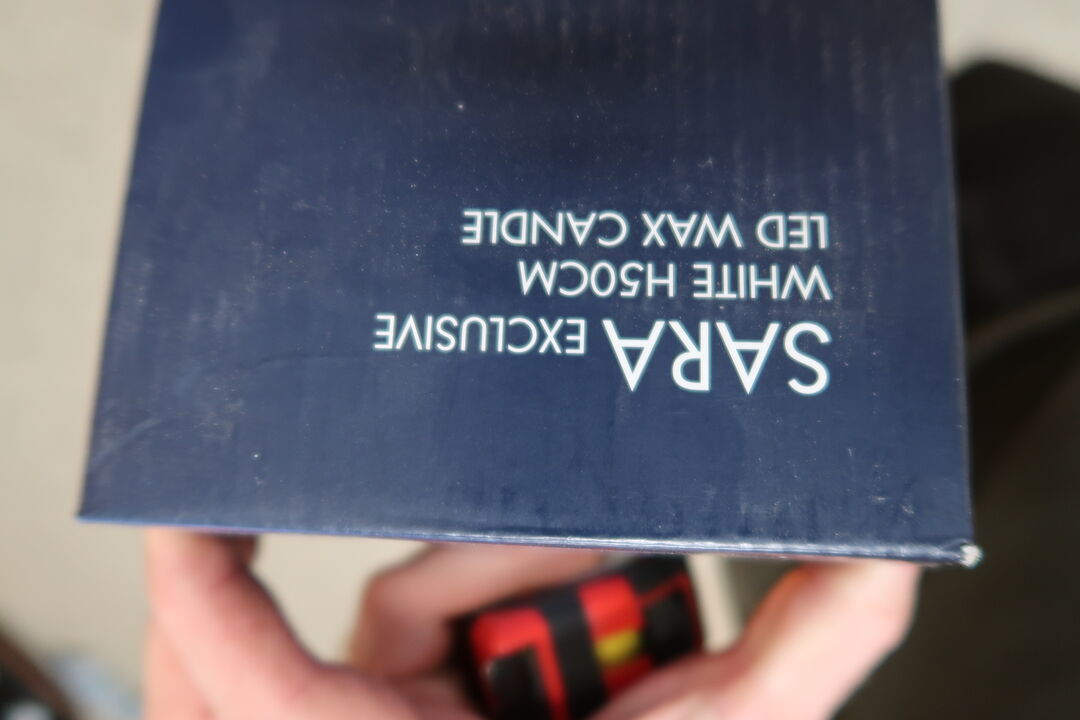 SARA EXCLUSIVE
WHITE H50CM
LED WAX CANDLE